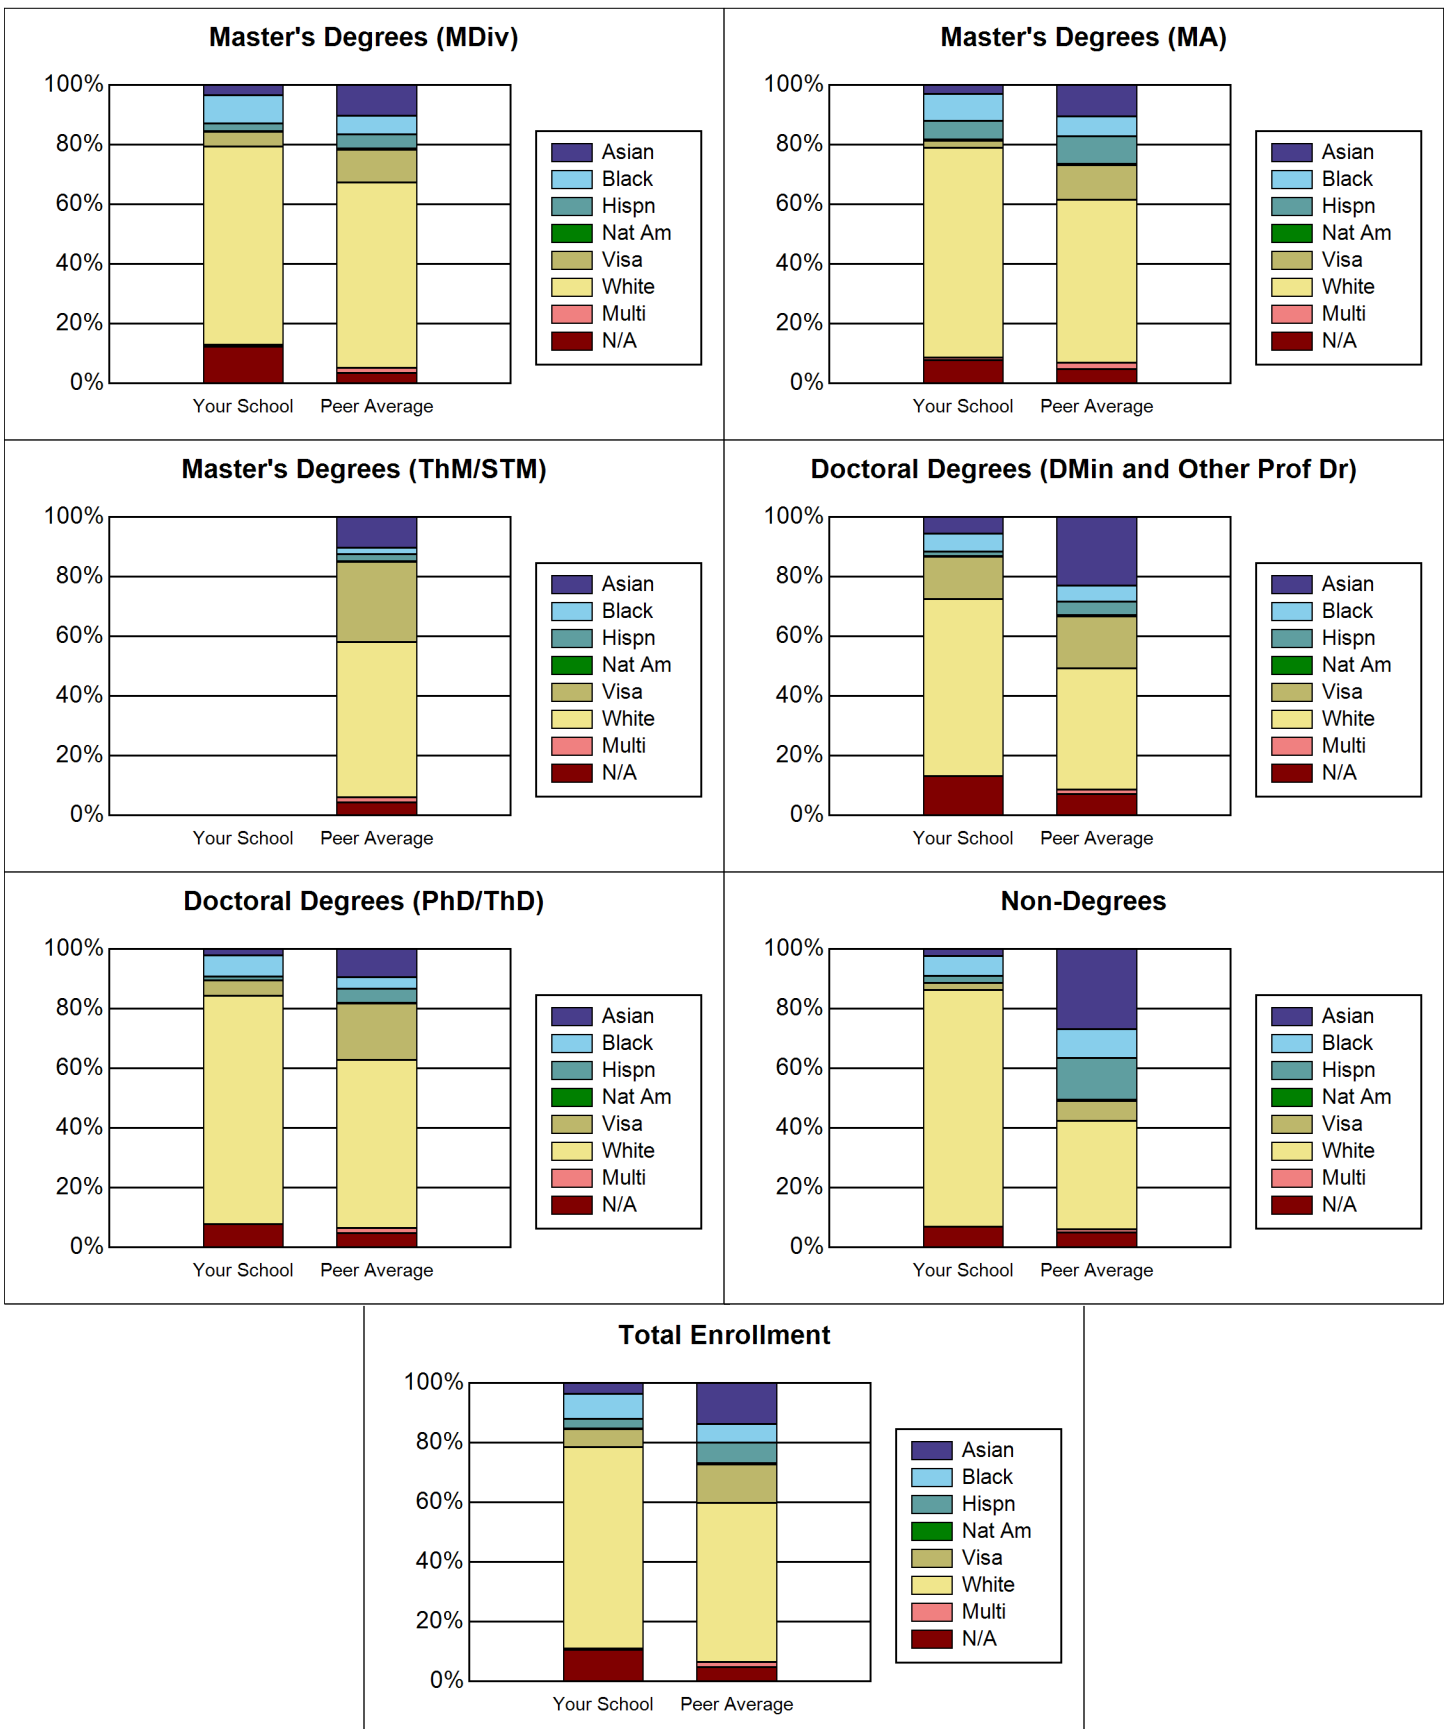 Master's Degrees (MDiv)
100%
80%
60%
40%
20%
0%
Your School Peer Average
Asian
Black
Hispn
Nat Am
Visa
White
Multi
N/A
Master's Degrees (MA)
100%
80%
60%
40%
20%
0%
Your School Peer Average
Asian
Black
Hispn
Nat Am
Visa
White
Multi
N/A
Master's Degrees (ThM/STM)
100%
80%
60%
40%
20%
0%
Your School Peer Average
Asian
Black
Hispn
Nat Am
Visa
White
Multi
N/A
Doctoral Degrees (DMin and Other Prof Dr)
100%
80%
60%
40%
20%
0%
Your School Peer Average
Asian
Black
Hispn
Nat Am
Visa
White
Multi
N/A
Doctoral Degrees (PhD/ThD)
100%
80%
60%
40%
20%
0%
Your School Peer Average
Asian
Black
Hispn
Nat Am
Visa
White
Multi
N/A
Non-Degrees
100%
80%
60%
40%
20%
0%
Your School Peer Average
Asian
Black
Hispn
Nat Am
Visa
White
Multi
N/A
Total Enrollment
100%
80%
60%
40%
20%
0%
Your School Peer Average
Asian
Black
Hispn
Nat Am
Visa
White
Multi
N/A